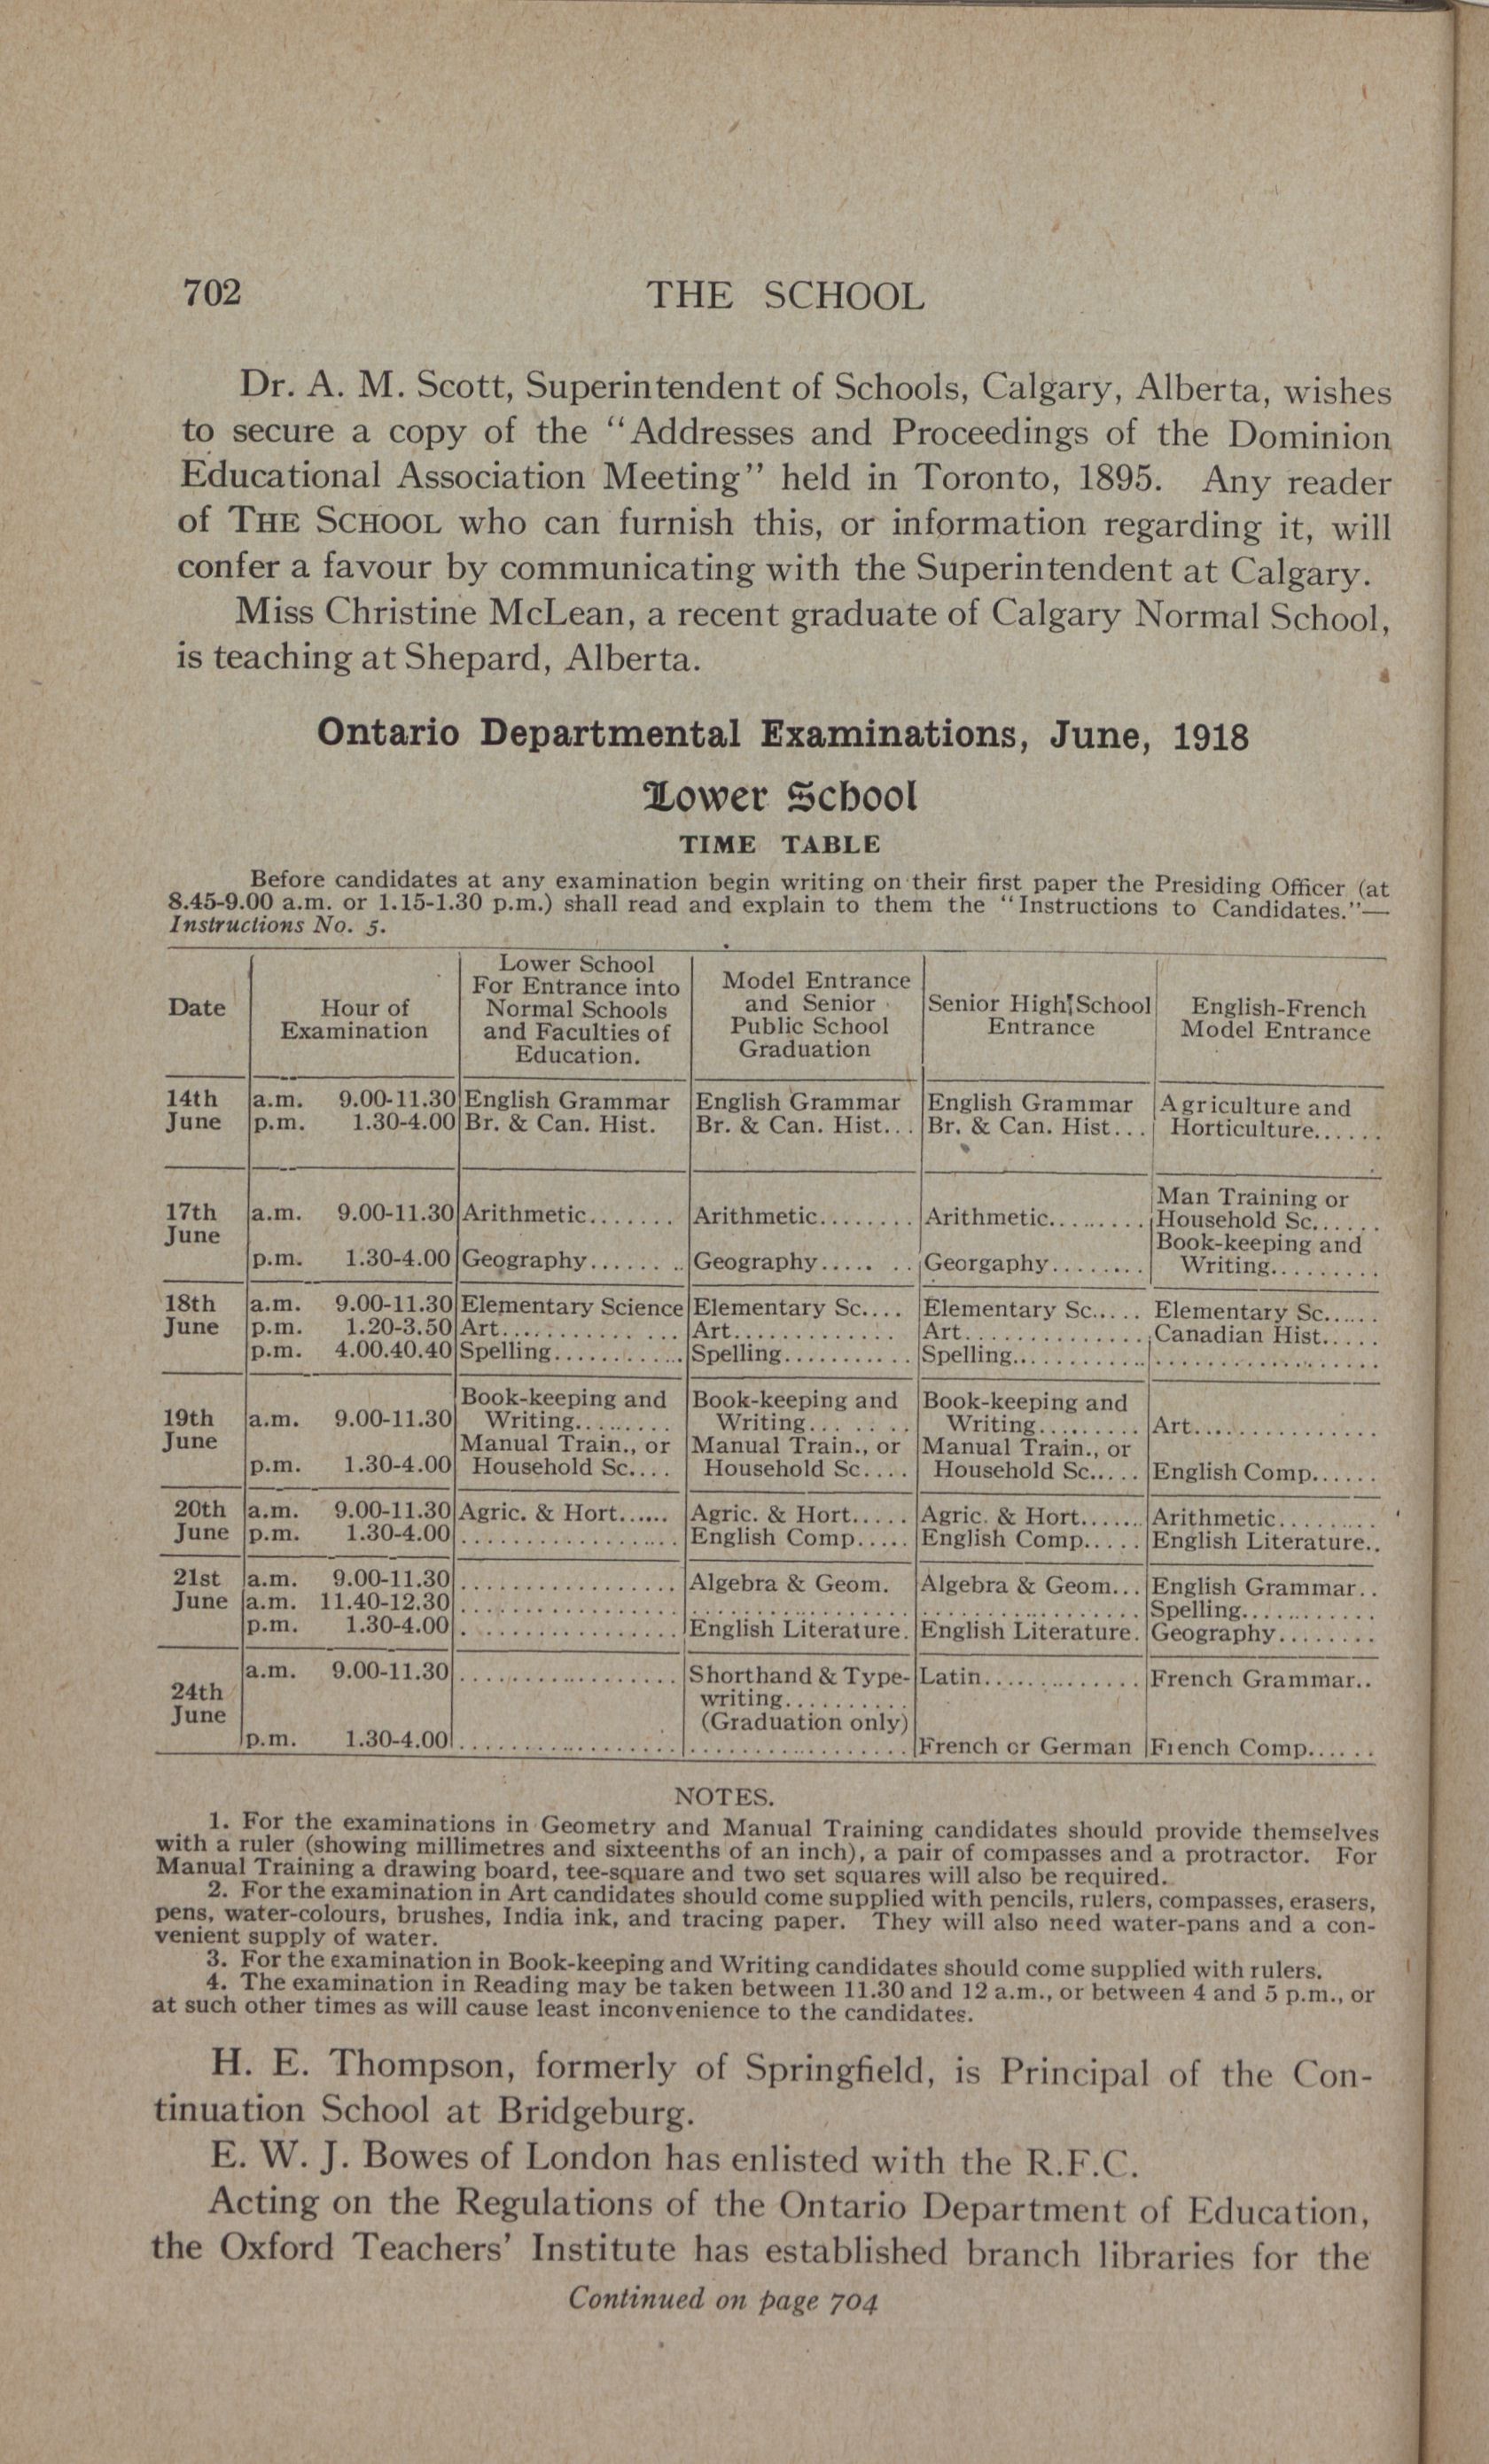 702 THE SCHOOL
Dr. A. M. Scott, Superintendent of Schools, Calgary, Alberta, wishes
to secure a copy of the “Addresses and Proceedings of the Dominion
Educational Association Meeting” held in Toronto, 1895. Any reader
of THE SCHOOL who can furnish this, or information regarding it, will
confer a favour by communicating with the Superintendent at Calgary.
Miss Christine McLean, a recent graduate of Calgary Normal School,
is teaching at Shepard, Alberta.
Ontario Departmental Examinations, June, 1918
Lower School
TIME TABLE
Before candidates at any examination begin writing on their first paper the Presiding Officer (at
8.45-9.00 a.m. or 1.15-1.30 p.m.) shall read and explain to them the “Instructions to Candidates.”—
Instructions No. 5.
Date | Hour of Examination | Lower School For Entrance into Normal Schools and Faculties of Education. | Model Entrance and Senior Public School Graduation | Senior High School Entrance | English-French Model Entrance
14th a.m. 9.00-11.30 English Grammar | English Grammar | English Grammar | Agriculture and
June p.m. 1.30-4.00 Br. & Can. Hist. | Br. & Can. Hist... | Br. & Can. Hist... | Horticulture......
Man Training or
17th a.m. 9.00-11.30 Arithmetic....... | Arithmetic........ | Arithmetic......... | Household Sc......
June
Book-keeping and
p.m. 1.30-4.00 Geography........ | Geography....... | Georgaphy........ | Writing.........
18th a.m. 9.00-11.30 Elementary Science | Elementary Sc.... | Elementary Sc..... | Elementary Sc......
June p.m. 1.20-3.50 Art.............. | Art............. | Art.............. | Canadian Hist.....
p.m. 4.00.40.40 Spelling........... | Spelling........... | Spelling........... | .................
Book-keeping and | Book-keeping and | Book-keeping and
19th a.m. 9.00-11.30 Writing......... | Writing........ | Writing......... | Art..............
June Manual Train., or | Manual Train., or | Manual Train., or
p.m. 1.30-4.00 Household Sc.... | Household Sc.... | Household Sc..... | English Comp......
20th a.m. 9.00-11.30 Agric. & Hort...... | Agric. & Hort..... | Agric. & Hort....... | Arithmetic.........
June p.m. 1.30-4.00 ................. | English Comp..... | English Comp..... | English Literature..
21st a.m. 9.00-11.30 ................. | Algebra & Geom. | Algebra & Geom... | English Grammar..
June a.m. 11.40-12.30 ................. | ................. | ................. | Spelling...........
p.m. 1.30-4.00 ................. | English Literature. | English Literature. | Geography........
a.m. 9.00-11.30 ................. | Shorthand & Type- | Latin.............. | French Grammar..
24th writing..........
June (Graduation only)
p.m. 1.30-4.00 ................. | ................. | French or German | French Comp......
NOTES.
1. For the examinations in Geometry and Manual Training candidates should provide themselves
with a ruler (showing millimetres and sixteenths of an inch), a pair of compasses and a protractor. For
Manual Training a drawing board, tee-square and two set squares will also be required.
2. For the examination in Art candidates should come supplied with pencils, rulers, compasses, erasers,
pens, water-colours, brushes, India ink, and tracing paper. They will also need water-pans and a con-
venient supply of water.
3. For the examination in Book-keeping and Writing candidates should come supplied with rulers.
4. The examination in Reading may be taken between 11.30 and 12 a.m., or between 4 and 5 p.m., or
at such other times as will cause least inconvenience to the candidates.
H. E. Thompson, formerly of Springfield, is Principal of the Con-
tinuation School at Bridgeburg.
E. W. J. Bowes of London has enlisted with the R.F.C.
Acting on the Regulations of the Ontario Department of Education,
the Oxford Teachers’ Institute has established branch libraries for the
Continued on page 704